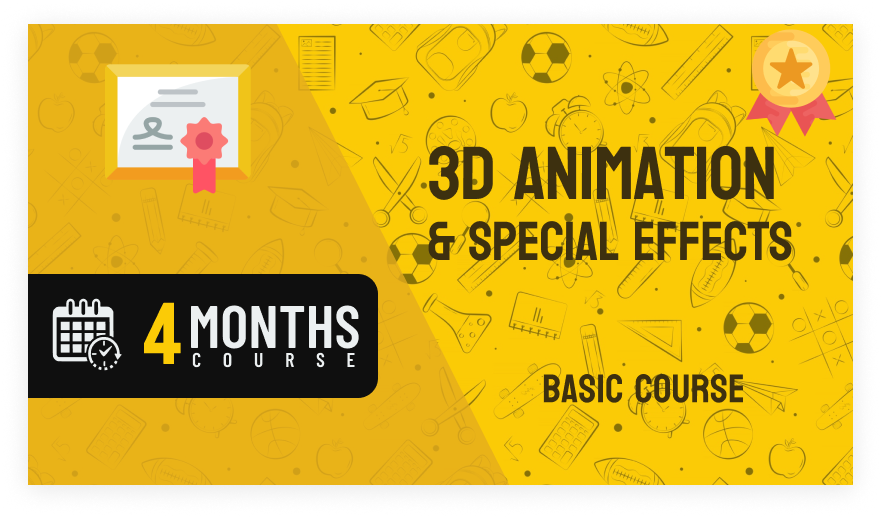 3D ANIMATION
& SPECIAL EFFECTS
4 MONTHS
COURSE
BASIC COURSE